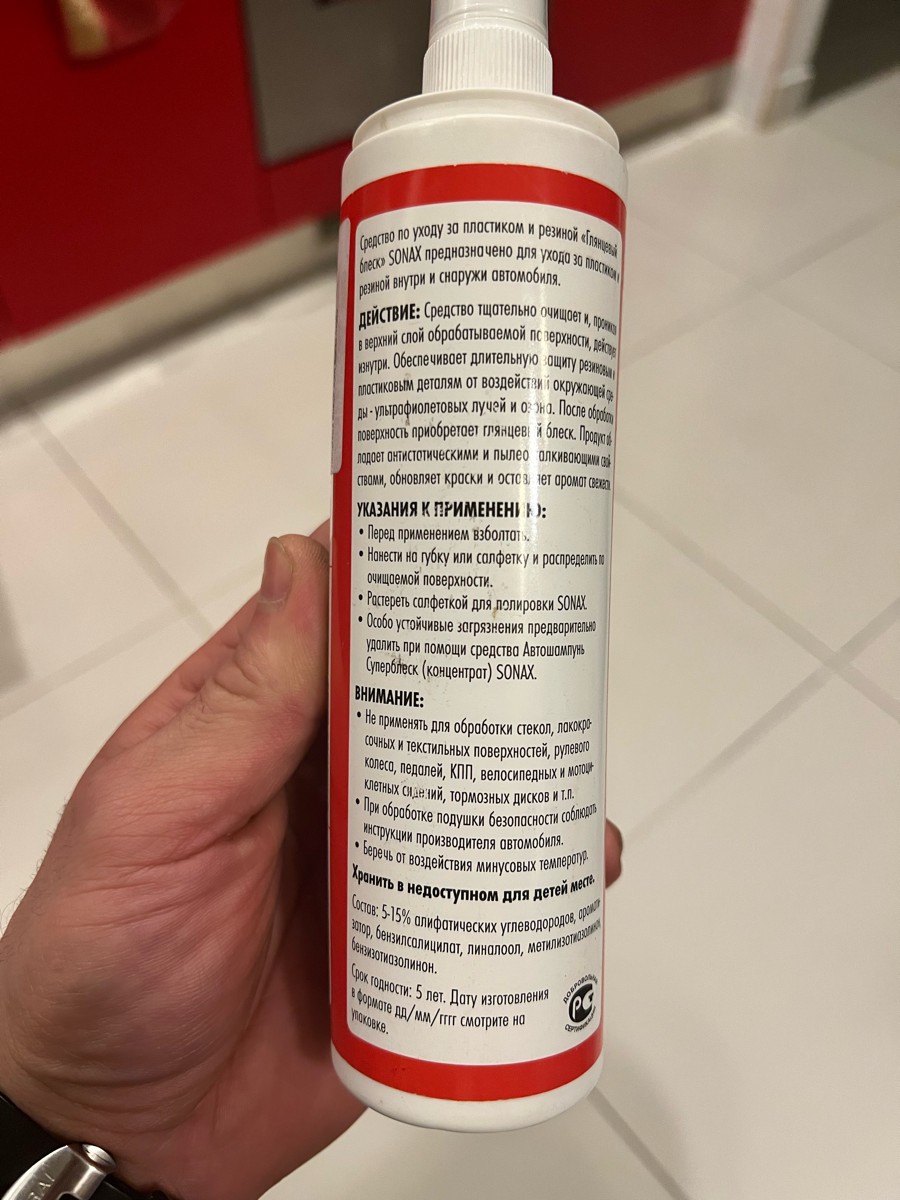 Средство по уходу за пластиком и резиной «Глянцевый
блеск» SONAX предназначено для ухода за пластиком и
резиной внутри и снаружи автомобиля.
ДЕЙСТВИЕ: Средство тщательно очищает и,
в верхний слой обрабатываемой поверхности,
изнутри. Обеспечивает длительную защиту резиновым и
пластиковым деталям от воздействий окружающей сре-
ды - ультрафиолетовых лучей и озона. После обработки
поверхность приобретает глянцевый блеск. Продукт об-
ладает антистотическими и пылеотталкивающими свой-
ствами, обновляет краски и оставляет аромат свежести.
УКАЗАНИЯ К ПРИМЕНЕНИЮ:
• Перед применением взболтать.
• Нанести на губку или салфетку и распределить по
очищаемой поверхности.
• Растереть салфеткой для полировки SONAX.
• Особо устойчивые загрязнения предварительно
удалить при помощи средства Автошампунь
Суперблеск (концентрат) SONAX.
ВНИМАНИЕ:
• Не применять для обработки стекол, лакокра-
сочных и текстильных поверхностей, рулевого
колеса, педалей, КПП, велосипедных и мотоци-
клетных сидений, тормозных дисков и т.п.
• При обработке подушки безопасности соблюдать
инструкции производителя автомобиля.
• Беречь от воздействия минусовых температур.
Хранить в недоступном для детей месте.
Состав: 5-15% алифатических углеводородов, аромати-
затор, бензилсалицилат, линалоол, метилизотиазолинон,
бензизотиазолинон.
Срок годности: 5 лет. Дату изготовления
в формате дд/мм/гггг смотрите на
упаковке.
ДОБРОВОЛЬНАЯ
РС
СЕРТИФИКАЦИЯ